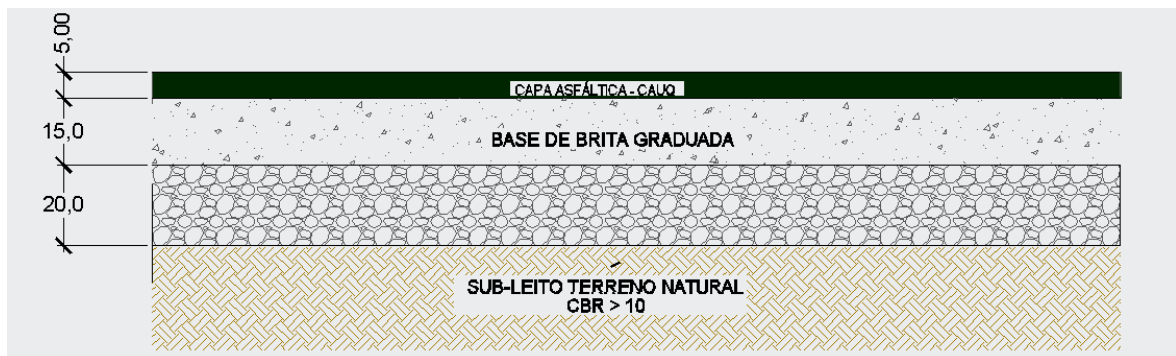 5,00
CAPA ASFÁLTICA - CAUQ
15,0
BASE DE BRITA GRADUADA
20,0
SUB-LEITO TERRENO NATURAL
CBR > 10